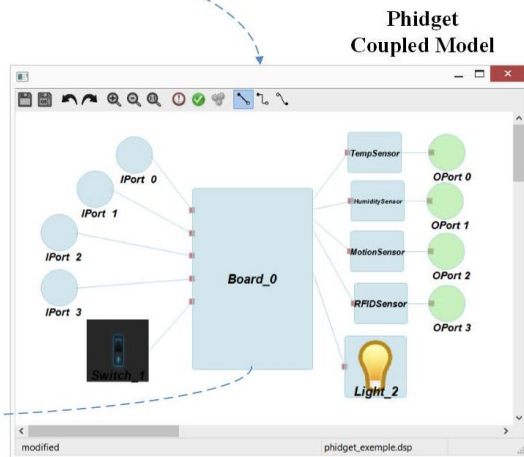 Phidget
Coupled Model
IPort 0
IPort 1
IPort 2
IPort 3
Switch_1
Board_0
TempSensor
HumiditySensor
MotionSensor
RFIDSensor
Light_2
OPort 0
OPort 1
OPort 2
OPort 3
modified
phidget_exemple.dsp